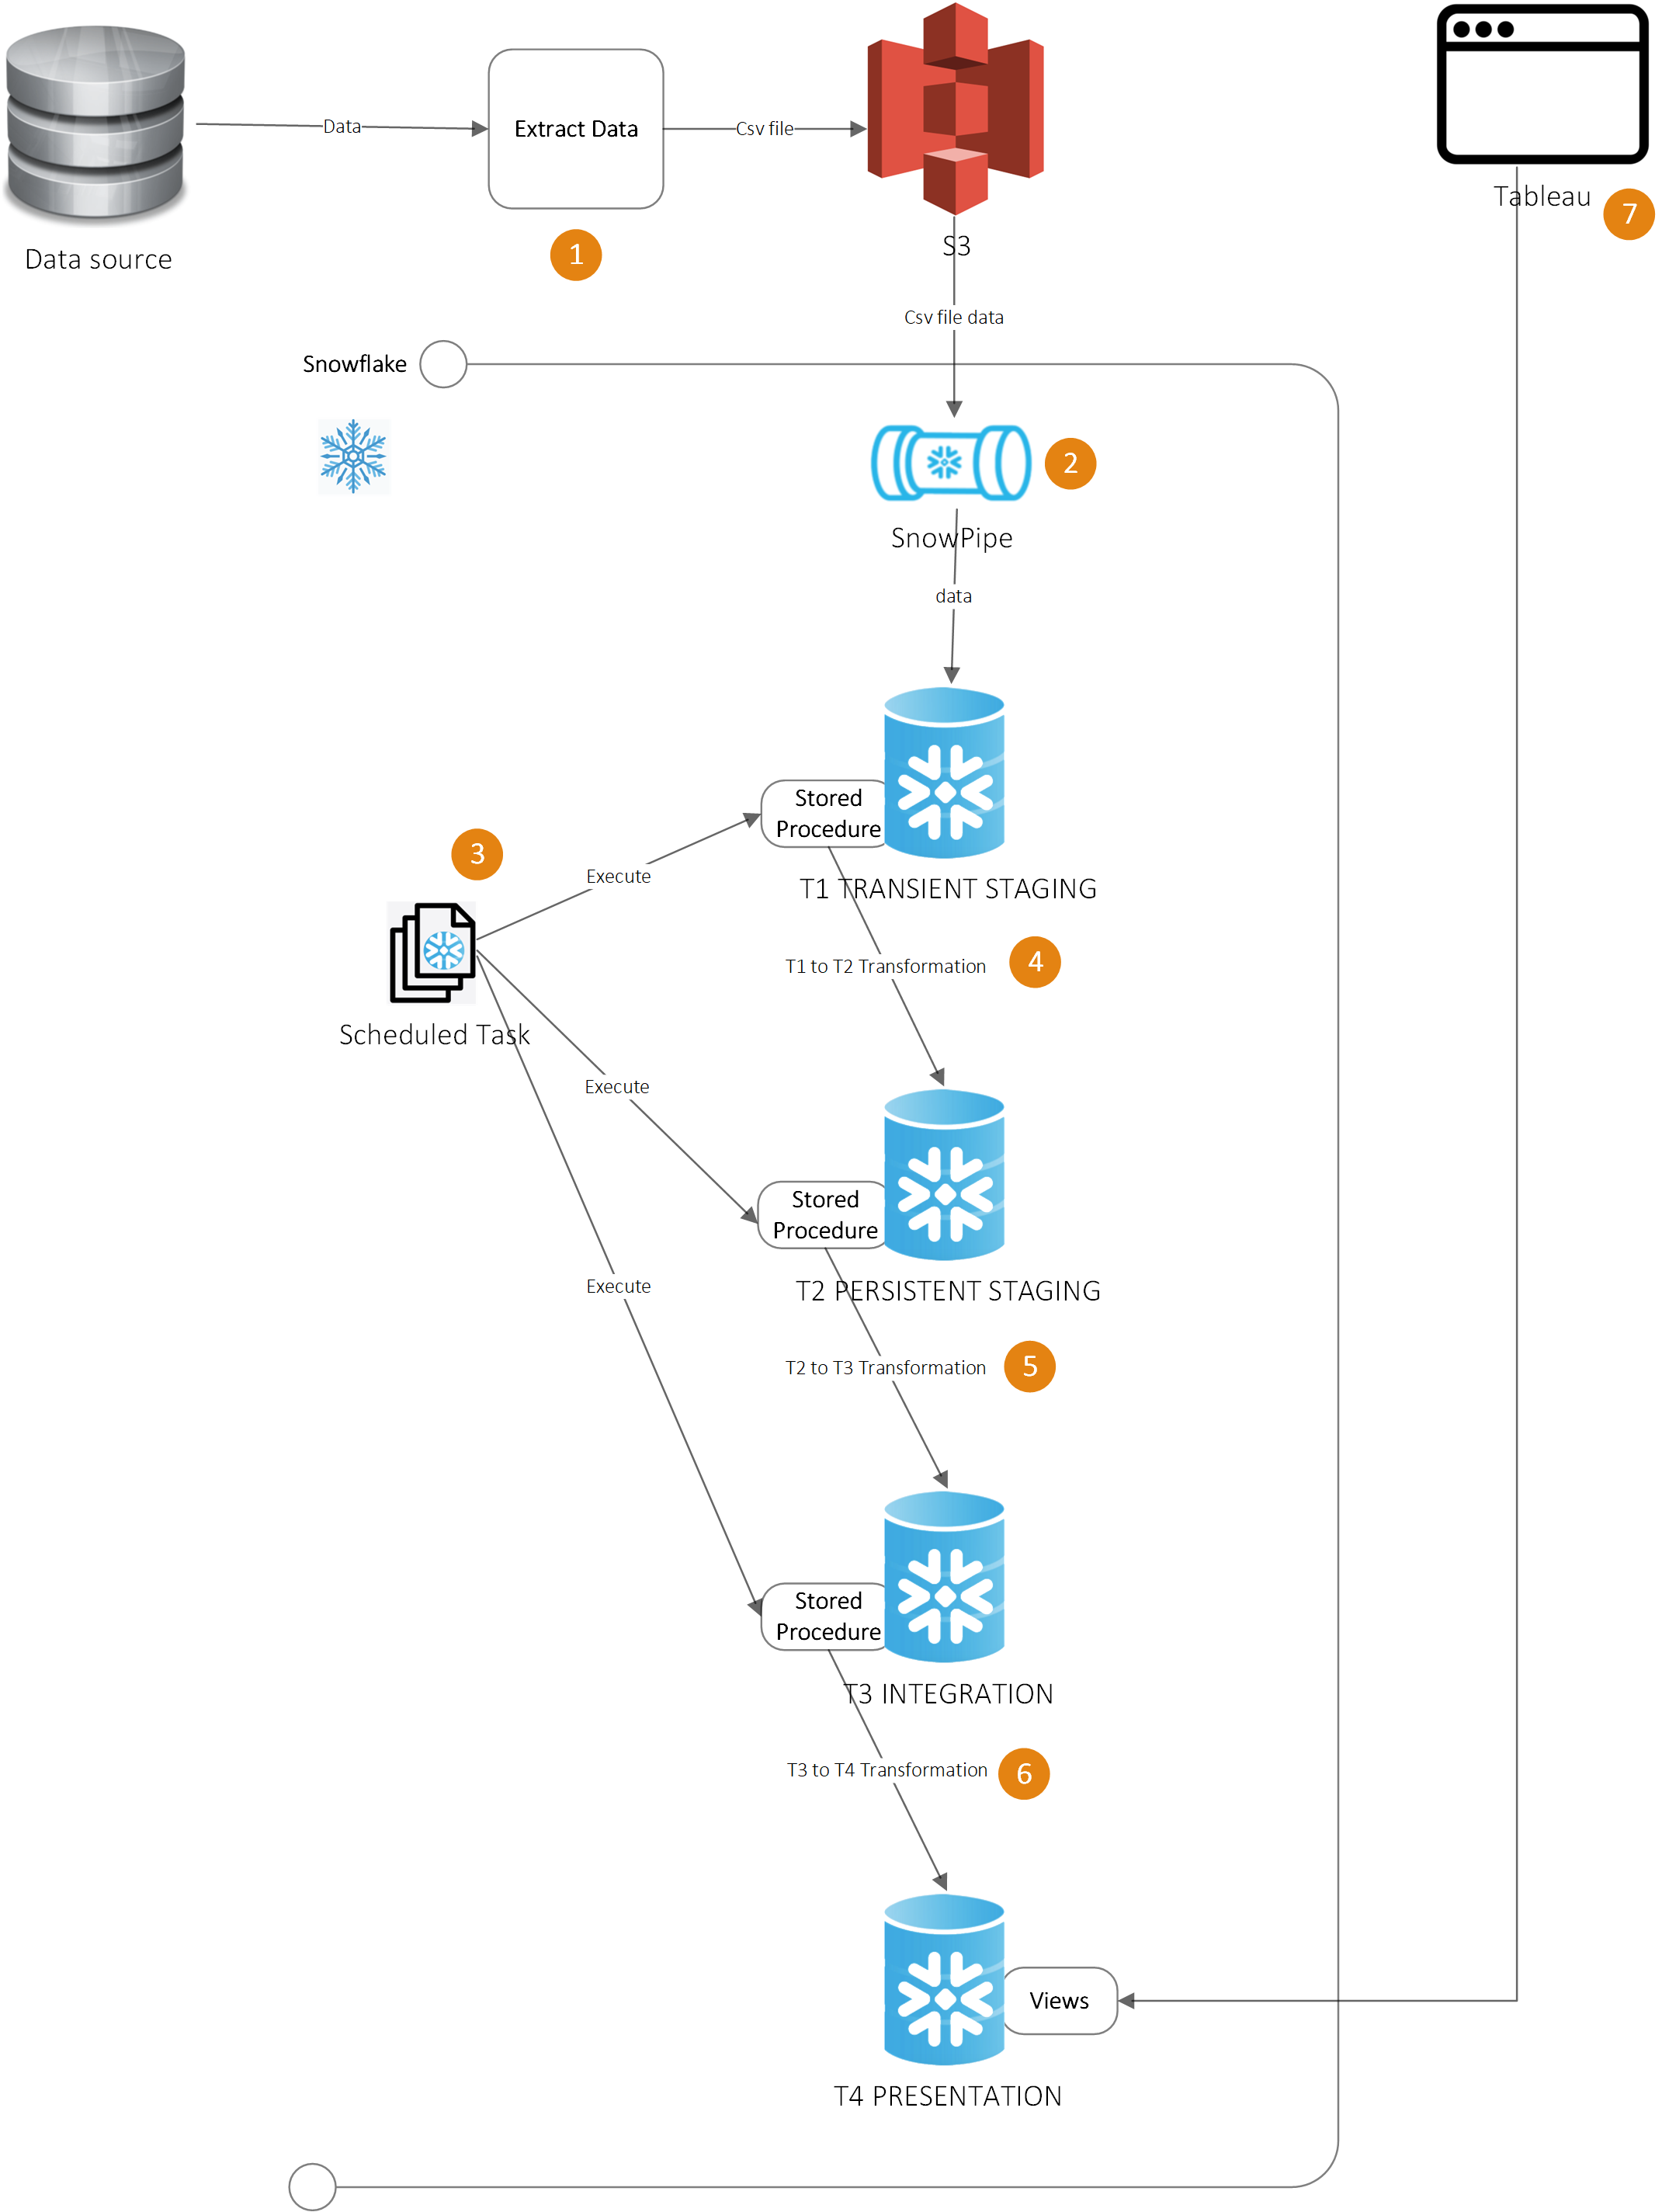 Data
Extract Data
Csv file
Tableau
7
Data source
1
S3
Csv file data
Snowflake
2
SnowPipe
data
Stored
Procedure
3
Execute
T1 TRANSIENT STAGING
T1 to T2 Transformation
4
Scheduled Task
Execute
Stored
Procedure
Execute
T2 PERSISTENT STAGING
T2 to T3 Transformation
5
Stored
Procedure
T3 INTEGRATION
T3 to T4 Transformation
6
Views
T4 PRESENTATION